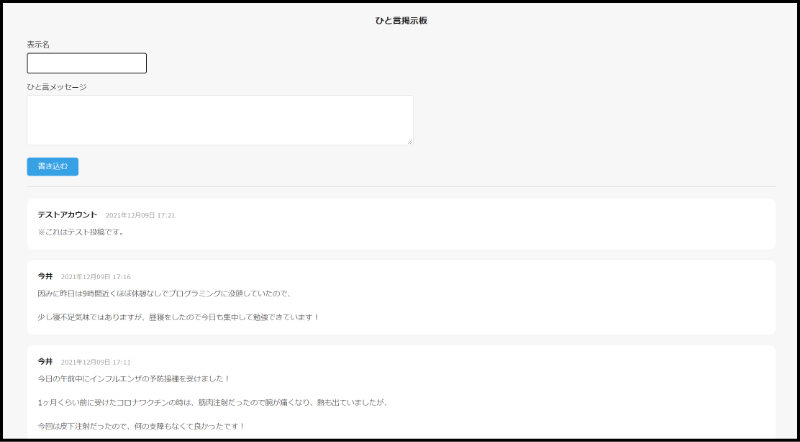 ひと言掲示板
表示名
ひと言メッセージ
書き込む
テストアカウント 2021年12月09日 17:21
※これはテスト投稿です。
今井 2021年12月09日 17:16
因みに昨日は9時間近くほぼ休憩なしでプログラミングに没頭していたので、
少し寝不足気味ではありますが、昼寝をしたので今日も集中して勉強できています！
今井 2021年12月09日 17:11
今日の午前中にインフルエンザの予防接種を受けました！
1ヶ月くらい前に受けたコロナワクチンの時は、筋肉注射だったので腕が痛くなり、熱も出ていましたが、
今回は皮下注射だったので、何の支障もなくて良かったです！